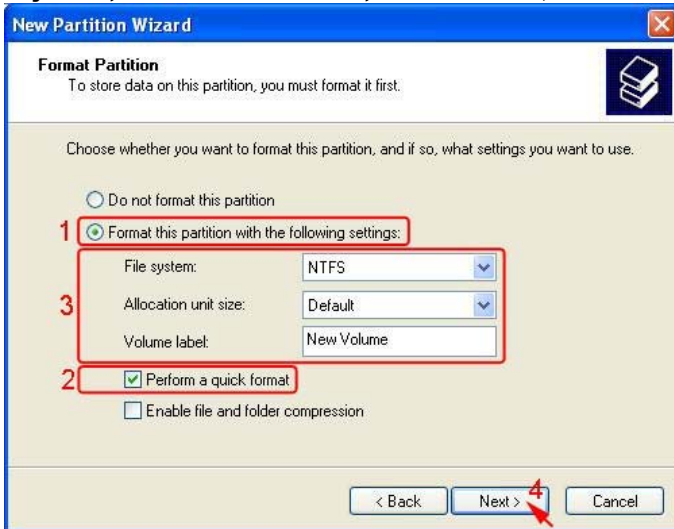 New Partition Wizard
Format Partition
To store data on this partition, you must format it first.
Choose whether you want to format this partition, and if so, what settings you want to use.
Do not format this partition
1 Format this partition with the following settings:
File system: NTFS
3 Allocation unit size: Default
Volume label: New Volume
2 Perform a quick format
Enable file and folder compression
< Back Next > 4 Cancel